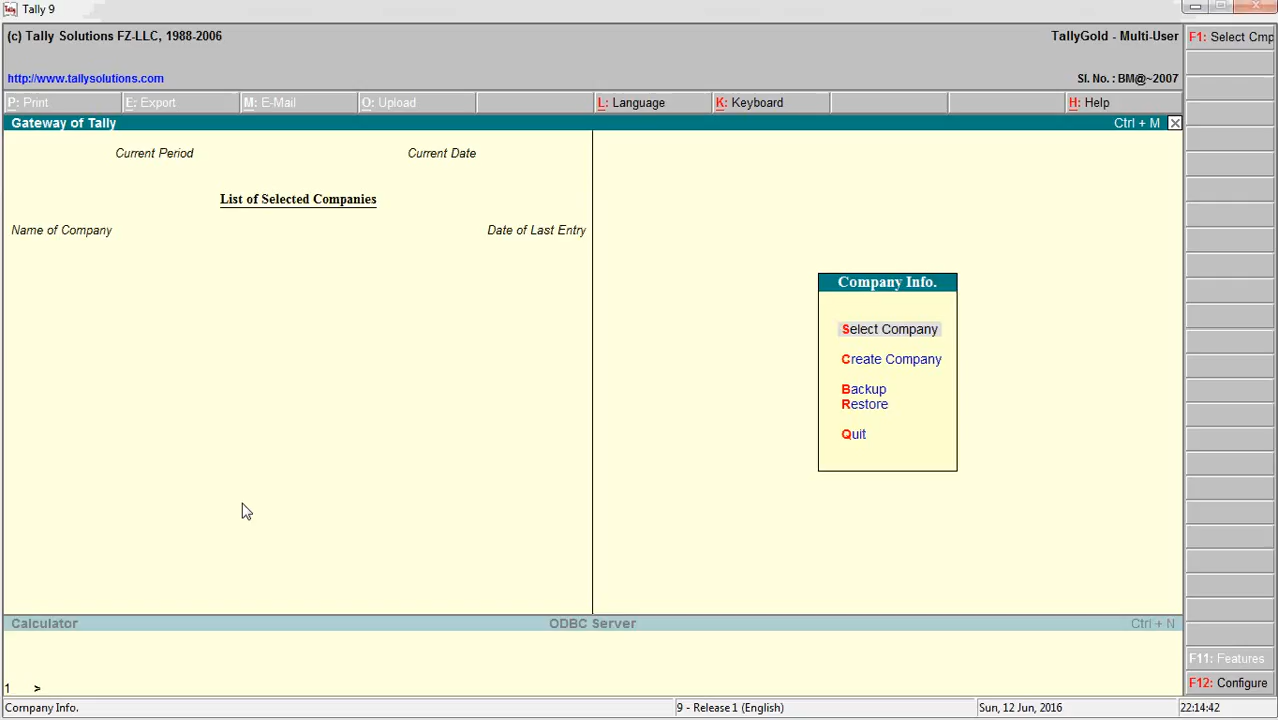 Tally 9
(c) Tally Solutions FZ-LLC, 1988-2006
TallyGold - Multi-User
F1: Select Cmp
http://www.tallysolutions.com
Sl. No. : BM@~2007
P: Print
E: Export
M: E-Mail
O: Upload
L: Language
K: Keyboard
H: Help
Gateway of Tally
Ctrl + M
Current Period
Current Date
List of Selected Companies
Name of Company
Date of Last Entry
Company Info.
Select Company
Create Company
Backup
Restore
Quit
Calculator
ODBC Server
Ctrl + N
1 >
F11: Features
F12: Configure
Company Info.
9 - Release 1 (English)
Sun, 12 Jun, 2016
22:14:42